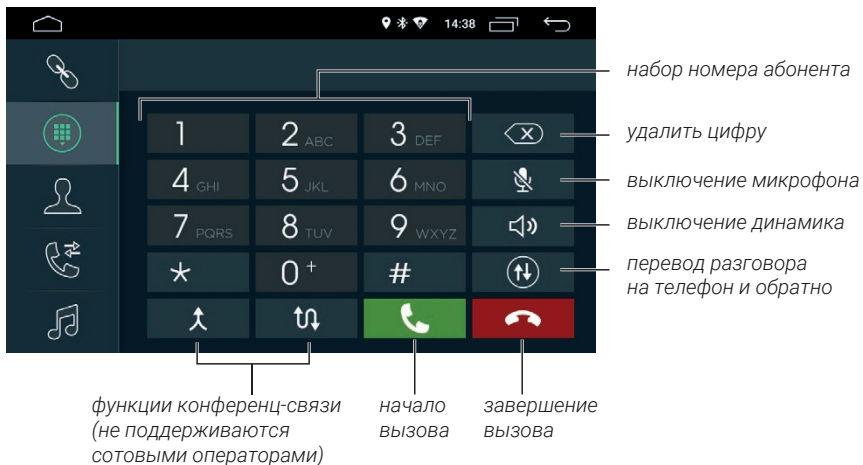 14:38
набор номера абонента
1 2 ABC 3 DEF
удалить цифру
4 GHI 5 JKL 6 MNO
выключение микрофона
7 PQRS 8 TUV 9 WXYZ
выключение динамика
* 0 + #
перевод разговора
на телефон и обратно
функции конференц-связи
(не поддерживаются
сотовыми операторами)
начало
вызова
завершение
вызова